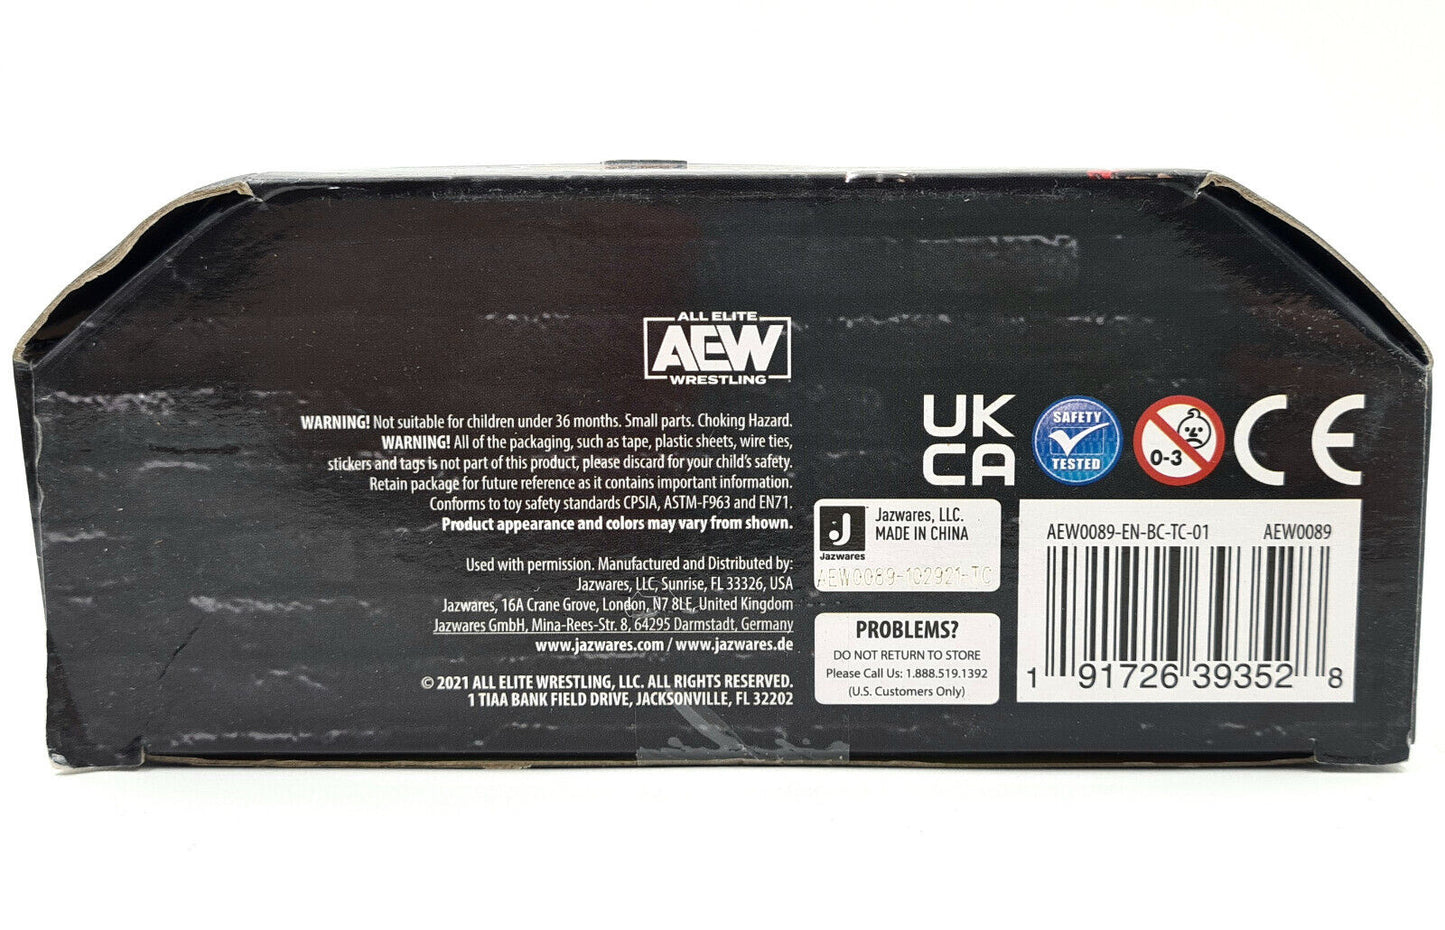 ALL ELITE
AEW
WRESTLING
WARNING! Not suitable for children under 36 months. Small parts. Choking Hazard.
WARNING! All of the packaging, such as tape, plastic sheets, wire ties,
stickers and tags is not part of this product, please discard for your child's safety.
Retain package for future reference as it contains important information.
Conforms to toy safety standards CPSIA, ASTM-F963 and EN71.
Product appearance and colors may vary from shown.
Used with permission. Manufactured and Distributed by:
Jazwares, LLC, Sunrise, FL 33326, USA
Jazwares, 16A Crane Grove, London, N7 8LE, United Kingdom
Jazwares GmbH, Mina-Rees-Str. 8, 64295 Darmstadt, Germany
www.jazwares.com / www.jazwares.de
© 2021 ALL ELITE WRESTLING, LLC. ALL RIGHTS RESERVED.
1 TIAA BANK FIELD DRIVE, JACKSONVILLE, FL 32202
UK
CA
SAFETY
TESTED
0-3
CE
J
Jazwares
Jazwares, LLC.
MADE IN CHINA
AEW0089-102921-TC
PROBLEMS?
DO NOT RETURN TO STORE
Please Call Us: 1.888.519.1392
(U.S. Customers Only)
AEW0089-EN-BC-TC-01 AEW0089
1 91726 39352 8